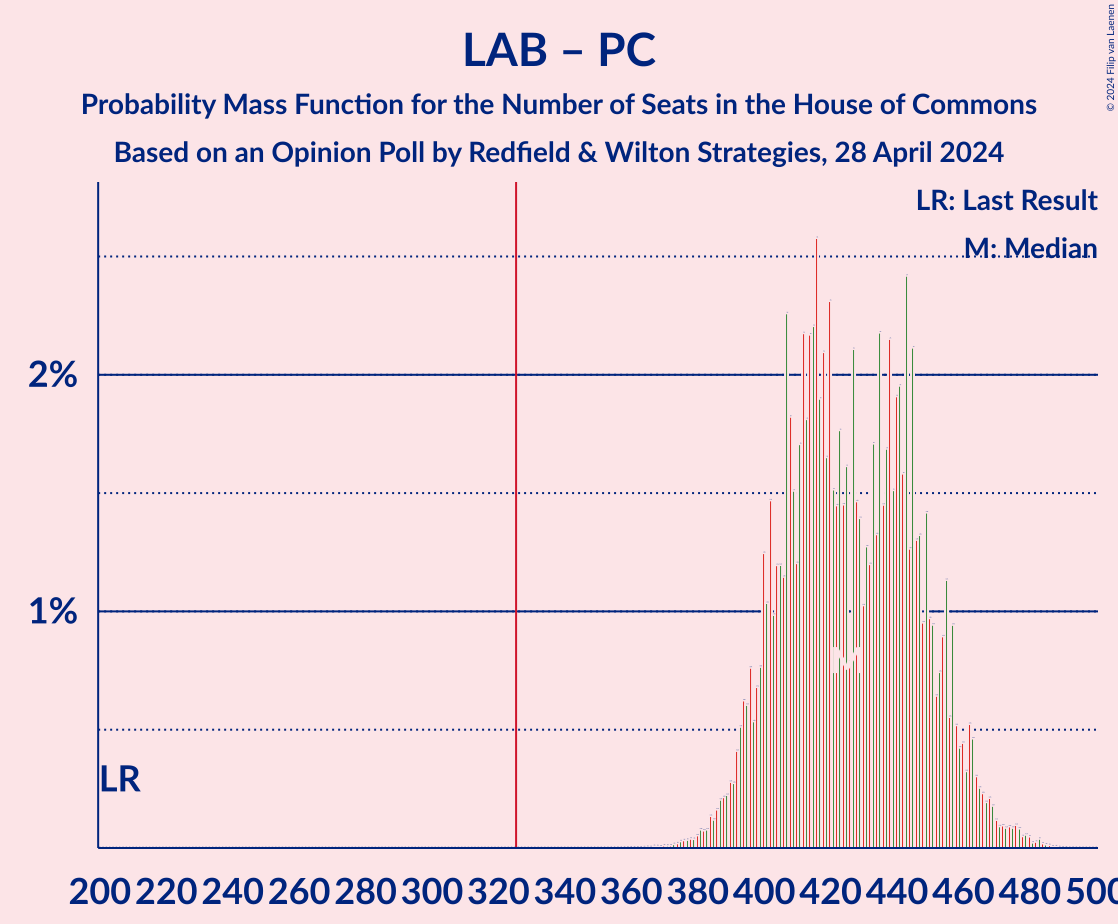 LAB – PC
Probability Mass Function for the Number of Seats in the House of Commons
Based on an Opinion Poll by Redfield & Wilton Strategies, 28 April 2024
© 2024 Filip van Laenen
LR: Last Result
M: Median
2%
1%
LR
M
200 220 240 260 280 300 320 340 360 380 400 420 440 460 480 500